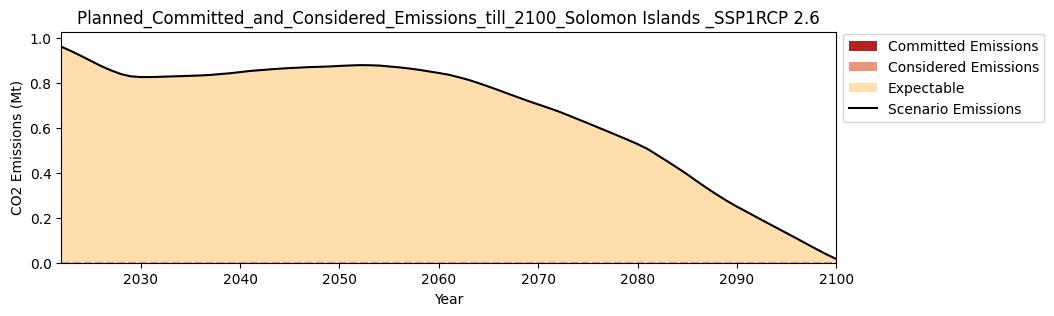 Planned_Committed_and_Considered_Emissions_till_2100_Solomon Islands _SSP1RCP 2.6
CO2 Emissions (Mt)
1.0
0.8
0.6
0.4
0.2
0.0
2030 2040 2050 2060 2070 2080 2090 2100
Year
Committed Emissions
Considered Emissions
Expectable
Scenario Emissions